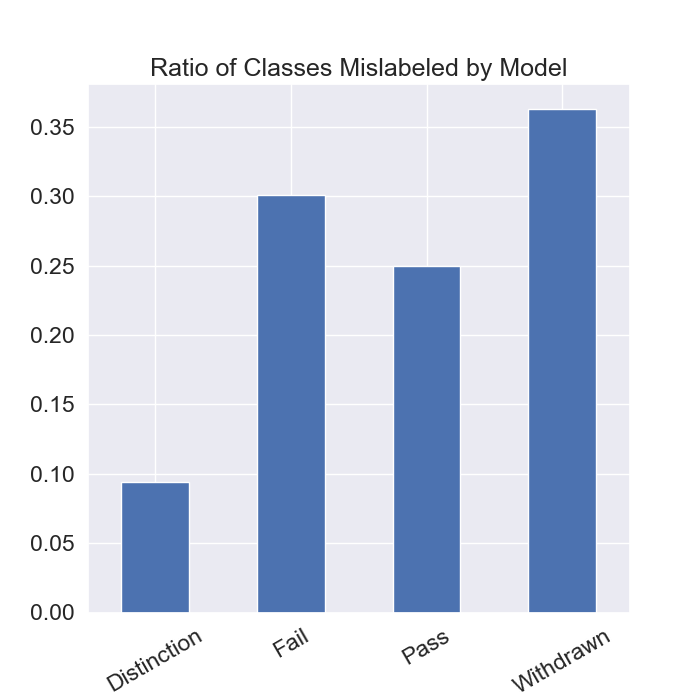 Ratio of Classes Mislabeled by Model
0.35
0.30
0.25
0.20
0.15
0.10
0.05
0.00
Distinction
Fail
Pass
Withdrawn